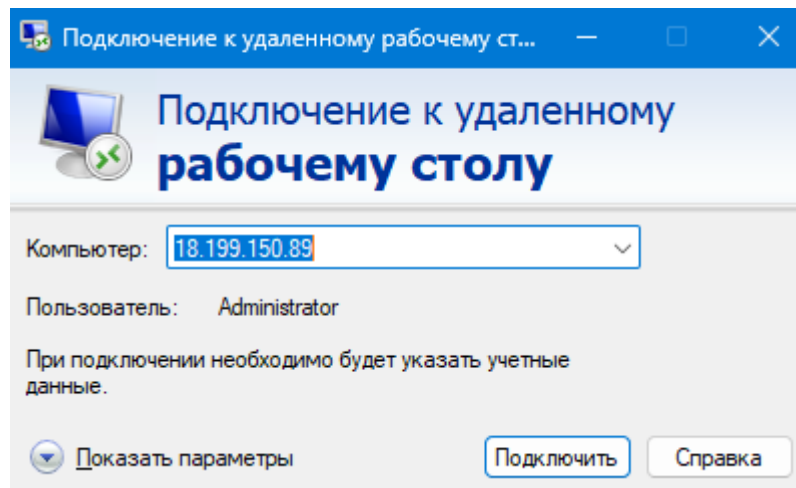 Подключение к удаленному рабочему ст...
Подключение к удаленному
рабочему столу
Компьютер: 18.199.150.89
Пользователь: Administrator
При подключении необходимо будет указать учетные
данные.
Показать параметры Подключить Справка